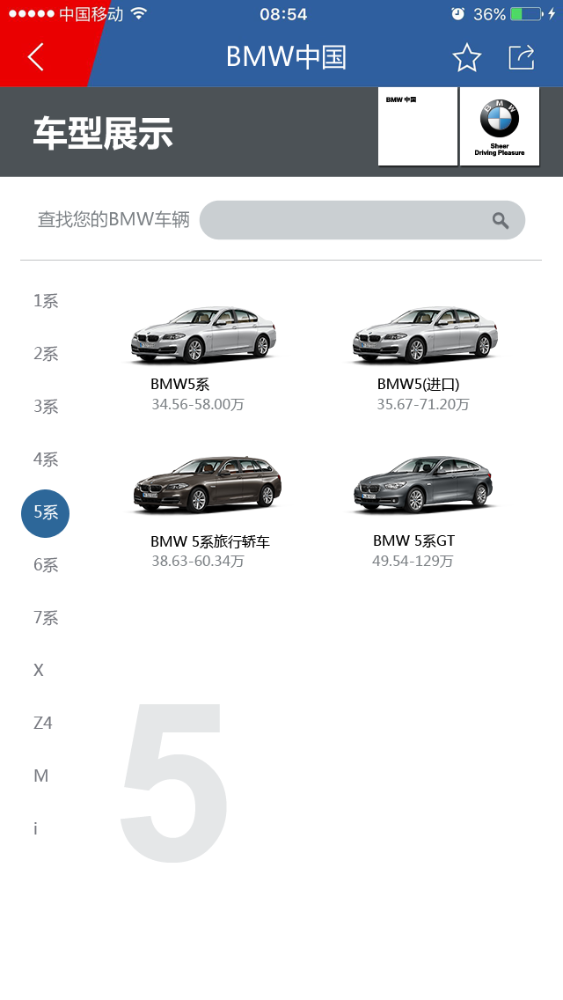 中国移动 08:54 36%
BMW中国
车型展示
BMW 中国
BMW
Sheer
Driving Pleasure
查找您的BMW车辆
1系
2系
3系
4系
5系
6系
7系
X
Z4
M
i
BMW5系
34.56-58.00万
BMW5(进口)
35.67-71.20万
BMW 5系旅行轿车
38.63-60.34万
BMW 5系GT
49.54-129万
5